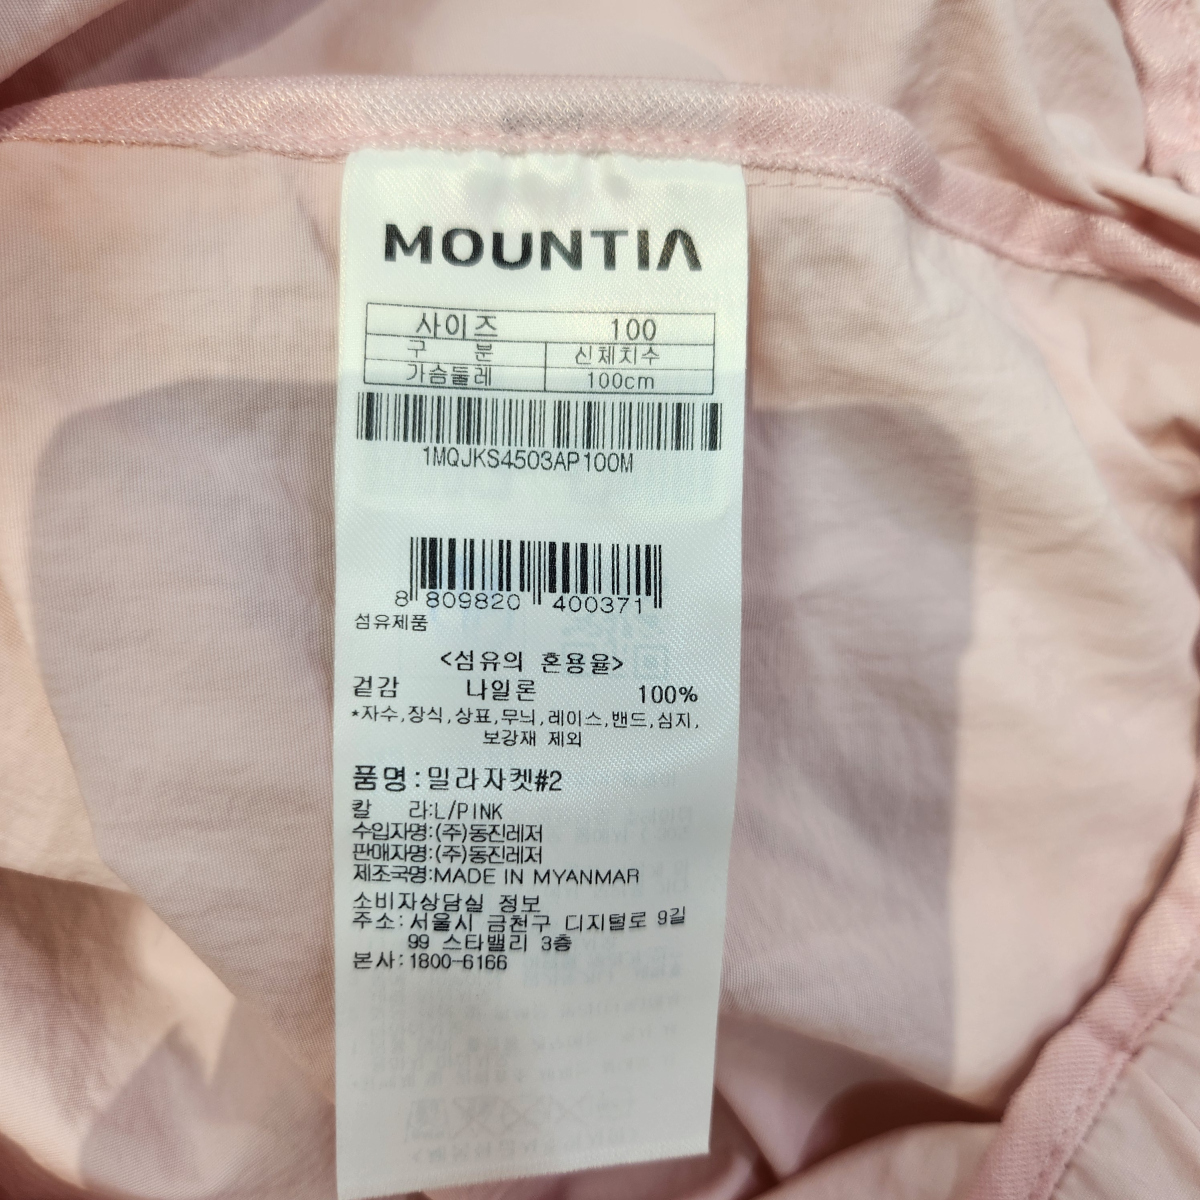 MOUNTIA
사이즈 100
구 분 신체치수
가슴둘레 100cm
1MQJKS4503AP100M
8 809820 400371
섬유제품
<섬유의 혼용율>
겉감 나일론 100%
*자수,장식,상표,무늬,레이스,밴드,심지,
보강재 제외
품명:밀라자켓#2
칼 라:L/PINK
수입자명:(주)동진레저
판매자명:(주)동진레저
제조국명:MADE IN MYANMAR
소비자상담실 정보
주소:서울시 금천구 디지털로 9길
99 스타밸리 3층
본사:1800-6166